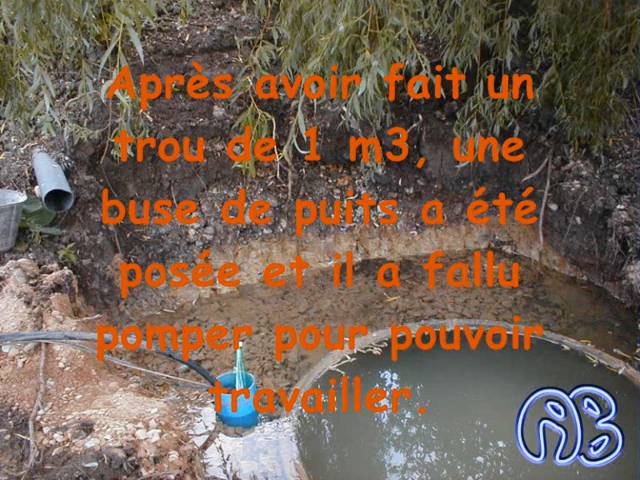 Après avoir fait un
trou de 1 m3, une
buse de puits a été
posée et il a fallu
pomper pour pouvoir
travailler.
AB